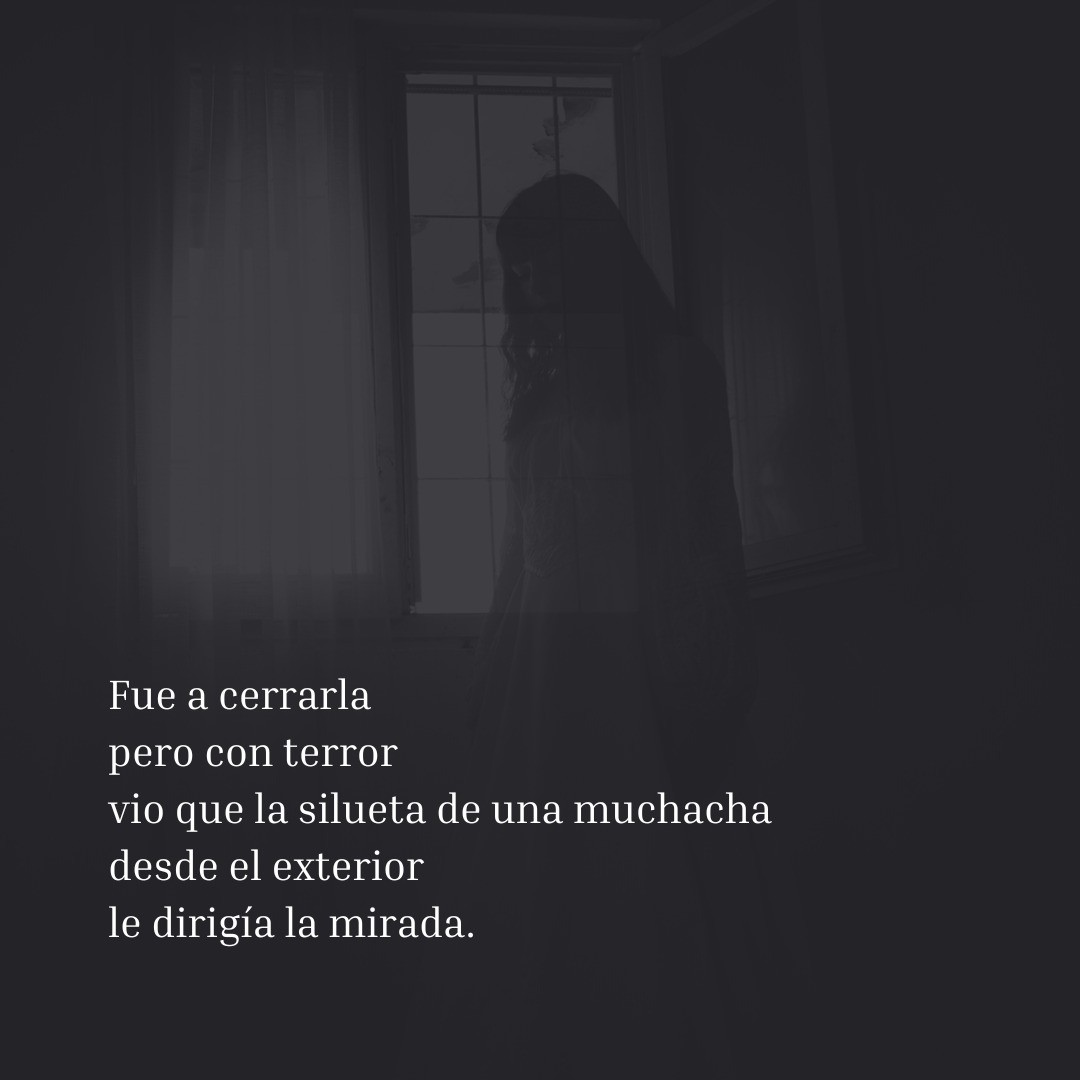 Fue a cerrarla
pero con terror
vio que la silueta de una muchacha
desde el exterior
le dirigía la mirada.